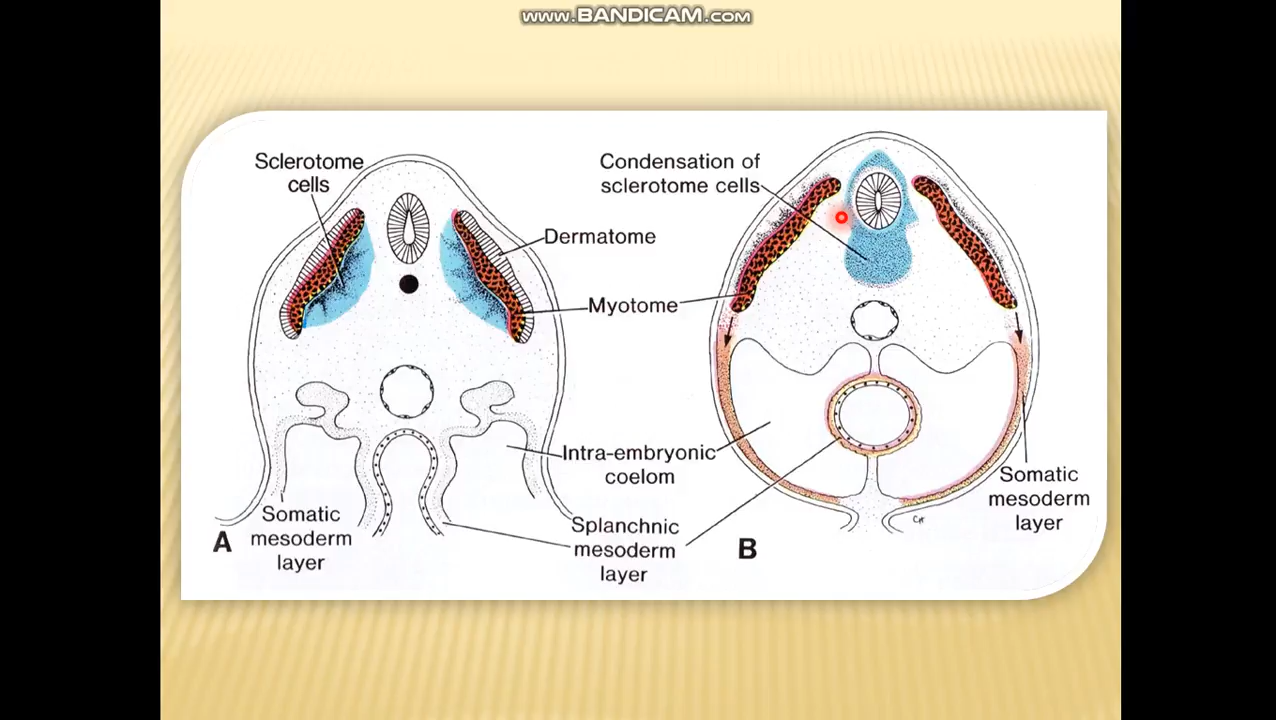 WWW.BANDICAM.COM
Sclerotome
cells
Dermatome
Myotome
Condensation of
sclerotome cells
Intra-embryonic
coelom
Somatic
mesoderm
layer
Splanchnic
mesoderm
layer
Somatic
mesoderm
layer
A
B